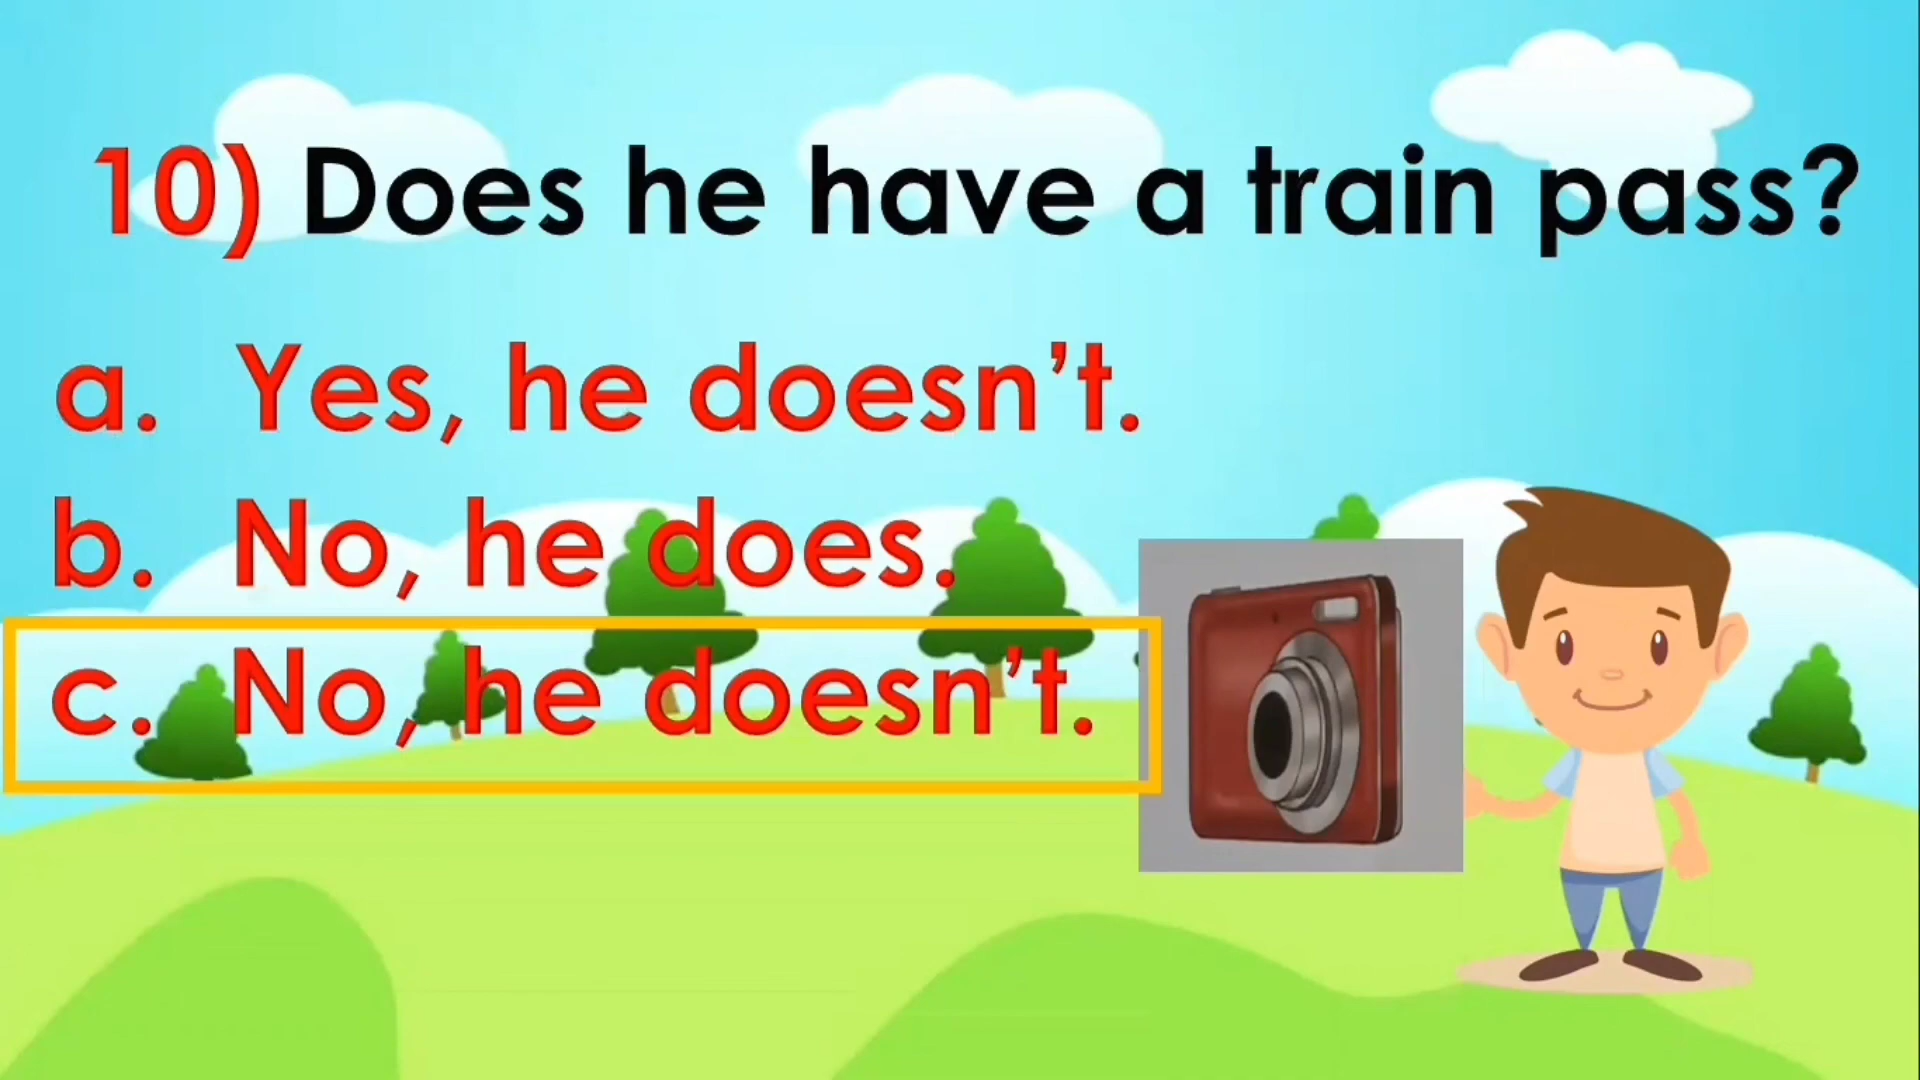 10) Does he have a train pass?
a. Yes, he doesn’t.
b. No, he does.
c. No, he doesn’t.